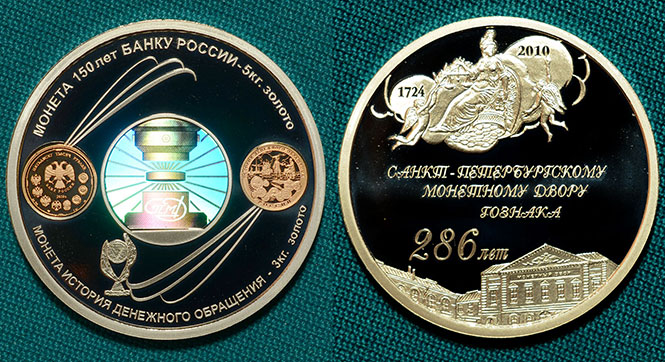 МОНЕТА 150 лет БАНКУ РОССИИ - 5кг. золото
МОНЕТА ИСТОРИЯ ДЕНЕЖНОГО ОБРАЩЕНИЯ - 3кг. золото
1724
2010
САНКТ-ПЕТЕРБУРГСКОМУ
МОНЕТНОМУ ДВОРУ
ГОЗНАКА
286 лет